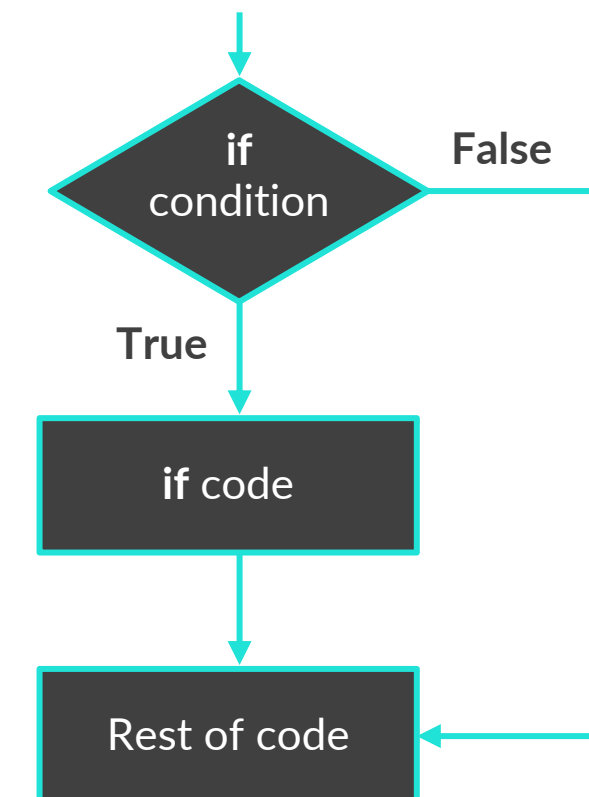 if
condition
False
True
if code
Rest of code